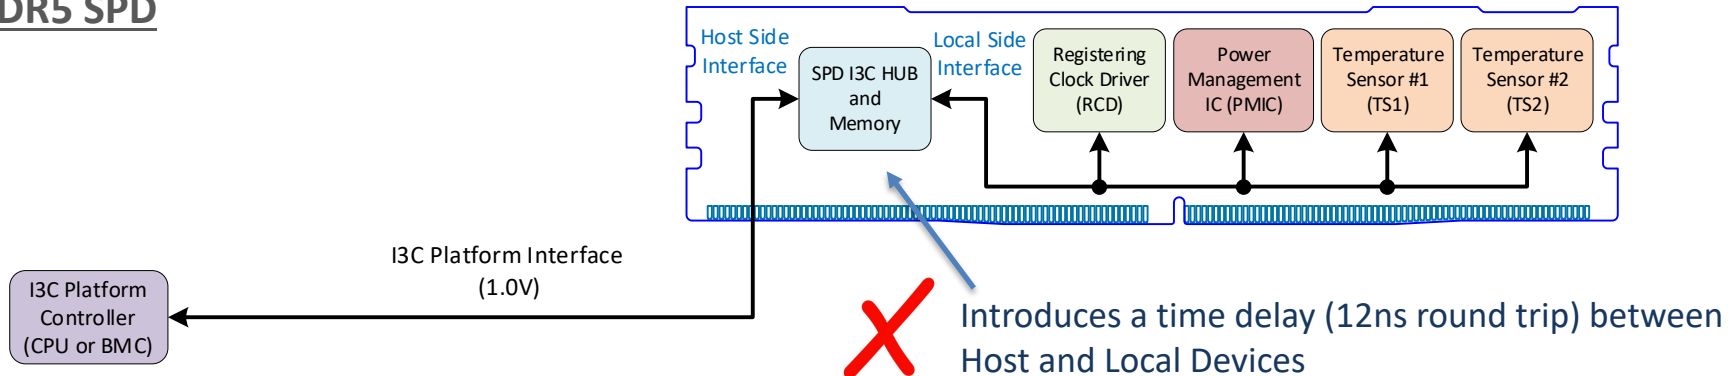 DR5 SPD
Host Side
Interface
SPD I3C HUB
and
Memory
Local Side
Interface
Registering
Clock Driver
(RCD)
Power
Management
IC (PMIC)
Temperature
Sensor #1
(TS1)
Temperature
Sensor #2
(TS2)
I3C Platform Interface
(1.0V)
I3C Platform
Controller
(CPU or BMC)
Introduces a time delay (12ns round trip) between
Host and Local Devices